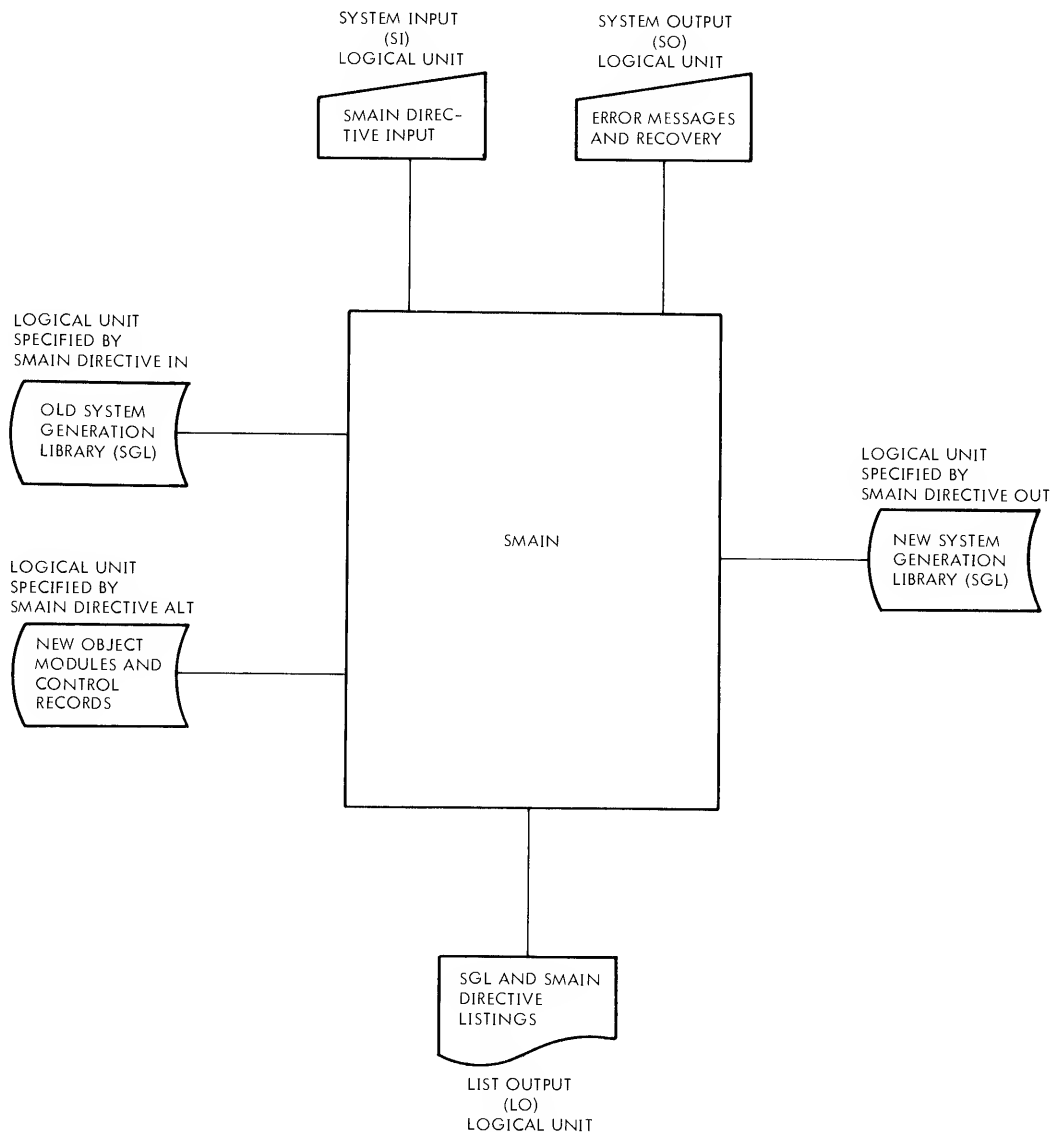 SYSTEM INPUT
(SI)
LOGICAL UNIT
SMAIN DIREC-
TIVE INPUT
SYSTEM OUTPUT
(SO)
LOGICAL UNIT
ERROR MESSAGES
AND RECOVERY
LOGICAL UNIT
SPECIFIED BY
SMAIN DIRECTIVE IN
OLD SYSTEM
GENERATION
LIBRARY (SGL)
LOGICAL UNIT
SPECIFIED BY
SMAIN DIRECTIVE ALT
NEW OBJECT
MODULES AND
CONTROL
RECORDS
SMAIN
LOGICAL UNIT
SPECIFIED BY
SMAIN DIRECTIVE OUT
NEW SYSTEM
GENERATION
LIBRARY (SGL)
SGL AND SMAIN
DIRECTIVE
LISTINGS
LIST OUTPUT
(LO)
LOGICAL UNIT